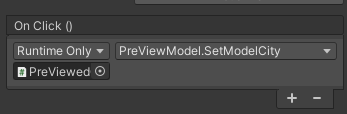 On Click ()
Runtime Only PreViewModel.SetModelCity
PreViewed
+ −